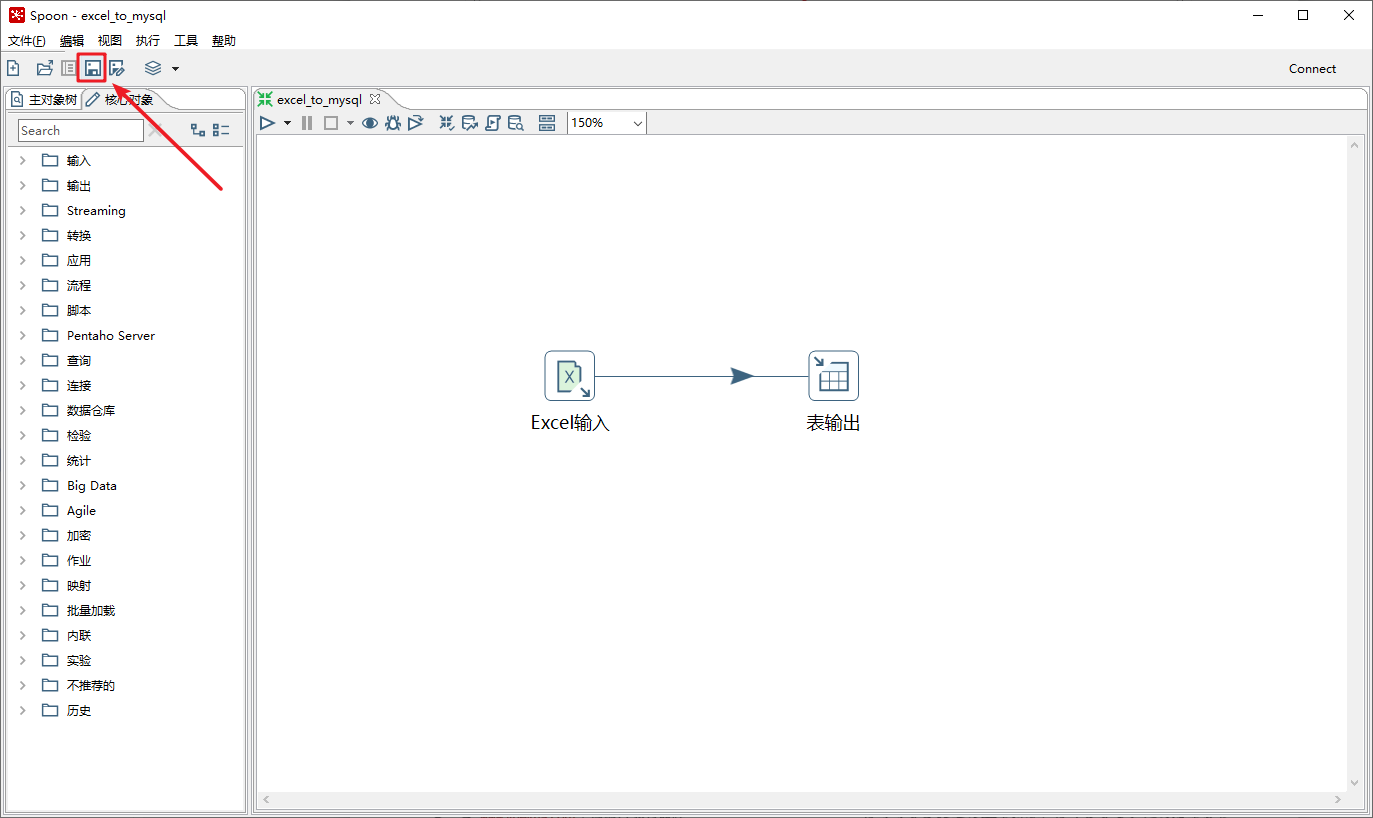 Spoon - excel_to_mysql
文件(F) 编辑 视图 执行 工具 帮助
Connect
主对象树 核心对象
excel_to_mysql
Search
150%
输入
输出
Streaming
转换
应用
流程
脚本
Pentaho Server
查询
连接
数据仓库
检验
统计
Big Data
Agile
加密
作业
映射
批量加载
内联
实验
不推荐的
历史
X
Excel输入
表输出